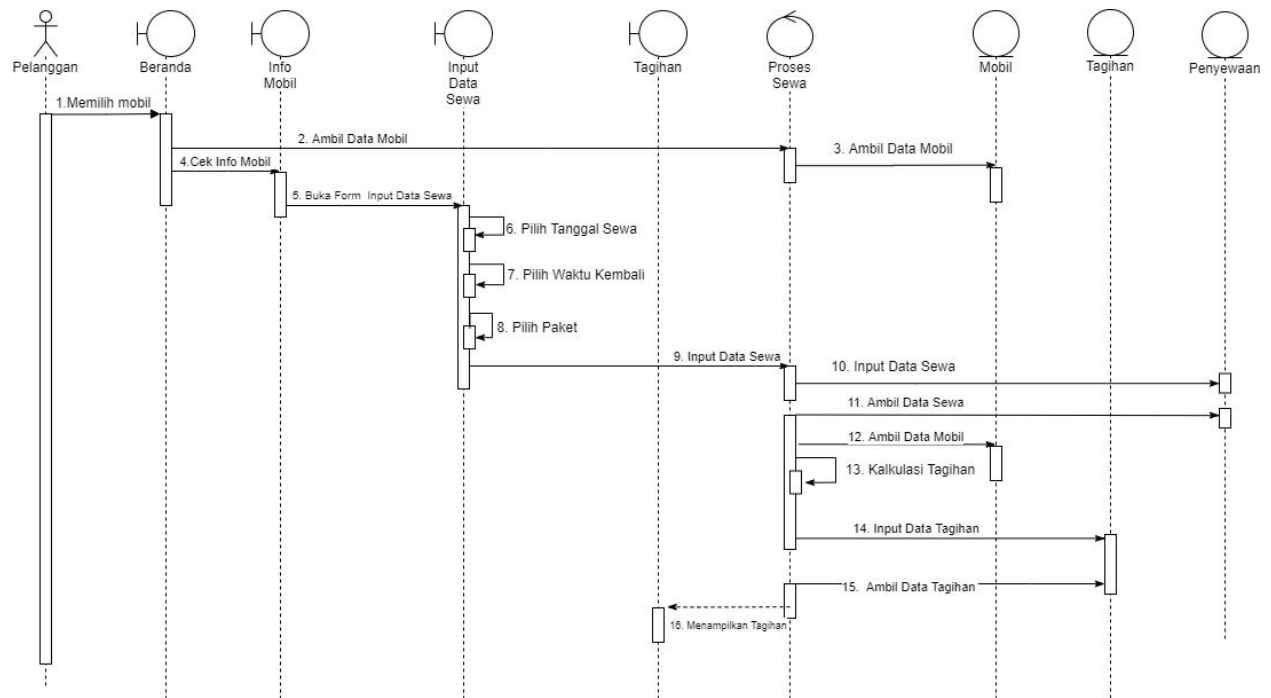 Pelanggan
Beranda
Info
Mobil
Input
Data
Sewa
Tagihan
Proses
Sewa
Mobil
Tagihan
Penyewaan
1.Memilih mobil
2. Ambil Data Mobil
3. Ambil Data Mobil
4.Cek Info Mobil
5. Buka Form Input Data Sewa
6. Pilih Tanggal Sewa
7. Pilih Waktu Kembali
8. Pilih Paket
9. Input Data Sewa
10. Input Data Sewa
11. Ambil Data Sewa
12. Ambil Data Mobil
13. Kalkulasi Tagihan
14. Input Data Tagihan
15. Ambil Data Tagihan
16. Menampilkan Tagihan